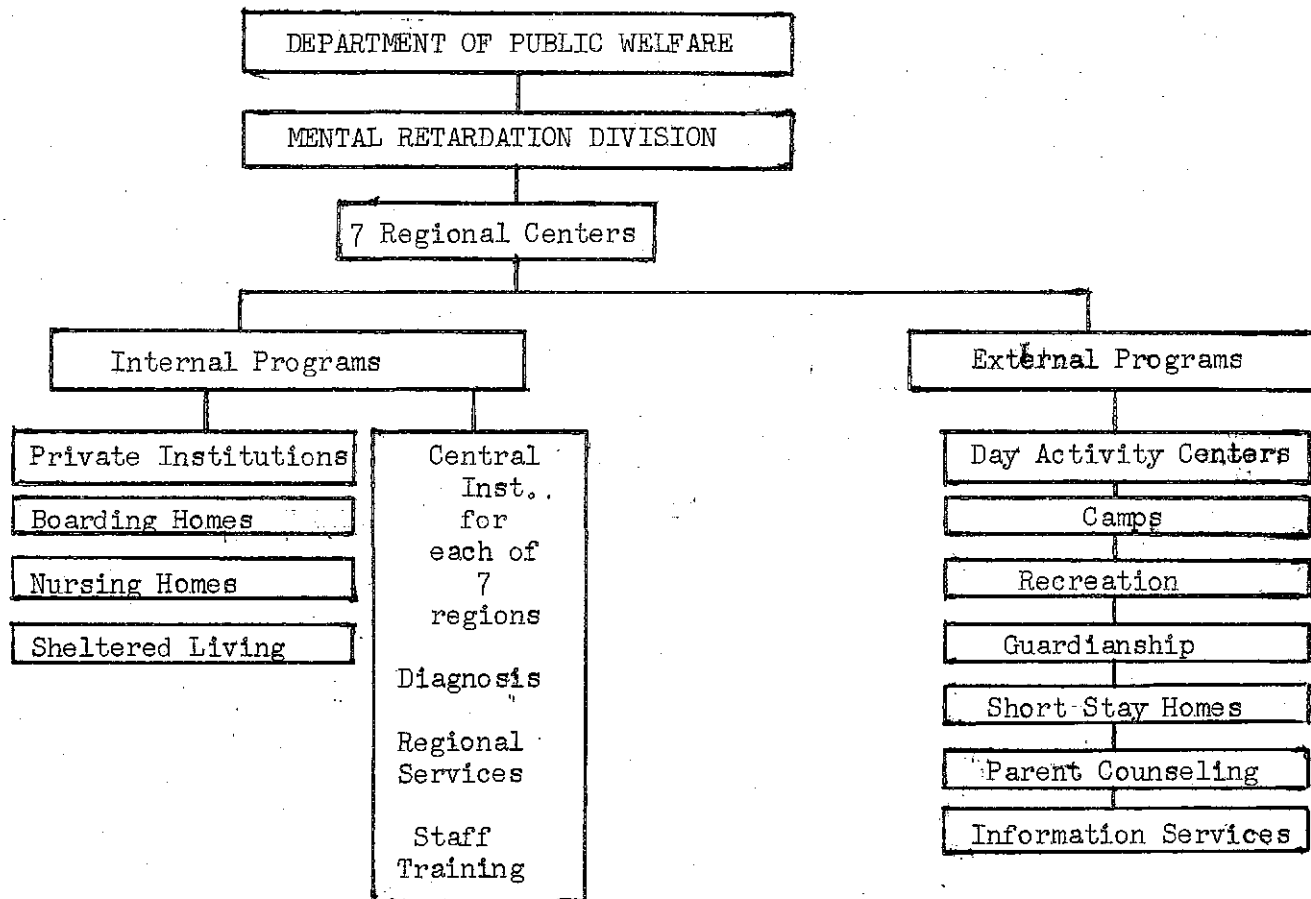 DEPARTMENT OF PUBLIC WELFARE
MENTAL RETARDATION DIVISION
7 Regional Centers
Internal Programs
External Programs
Private Institutions
Boarding Homes
Nursing Homes
Sheltered Living
Central
Inst.
for
each of
7
regions
Diagnosis
Regional
Services
Staff
Training
Day Activity Centers
Camps
Recreation
Guardianship
Short Stay Homes
Parent Counseling
Information Services